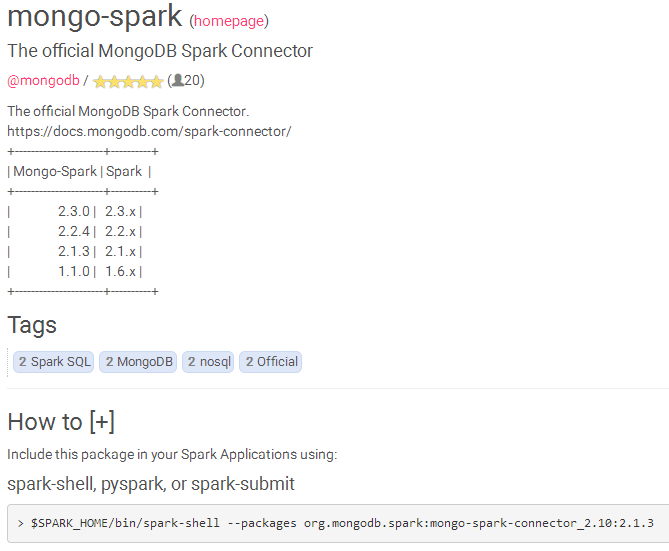 mongo-spark (homepage)
The official MongoDB Spark Connector
@mongodb / (20)
The official MongoDB Spark Connector.
https://docs.mongodb.com/spark-connector/
+-----------------------+----------+
| Mongo-Spark | Spark |
+-----------------------+----------+
| 2.3.0 | 2.3.x |
| 2.2.4 | 2.2.x |
| 2.1.3 | 2.1.x |
| 1.1.0 | 1.6.x |
+-----------------------+----------+
Tags
2 Spark SQL 2 MongoDB 2 nosql 2 Official
How to [+]
Include this package in your Spark Applications using:
spark-shell, pyspark, or spark-submit
> $SPARK_HOME/bin/spark-shell --packages org.mongodb.spark:mongo-spark-connector_2.10:2.1.3